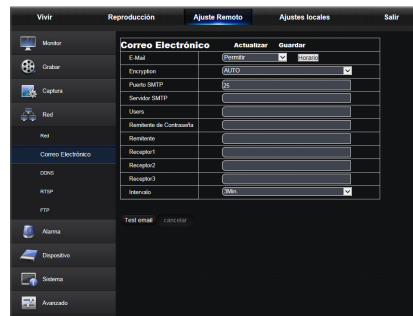 Vivir Reproducción Ajuste Remoto Ajustes locales Salir
Monitor
Grabar
Captura
Red
Red
Correo Electrónico
DDNS
RTSP
FTP
Alarma
Dispositivo
Sistema
Avanzado
Correo Electrónico Actualizar Guardar
E-Mail Permitir Horario
Encryption AUTO
Puerto SMTP 25
Servidor SMTP
Users
Remitente de Contraseña
Remitente
Receptor1
Receptor2
Receptor3
Intervalo 3Min.
Test email cancelar